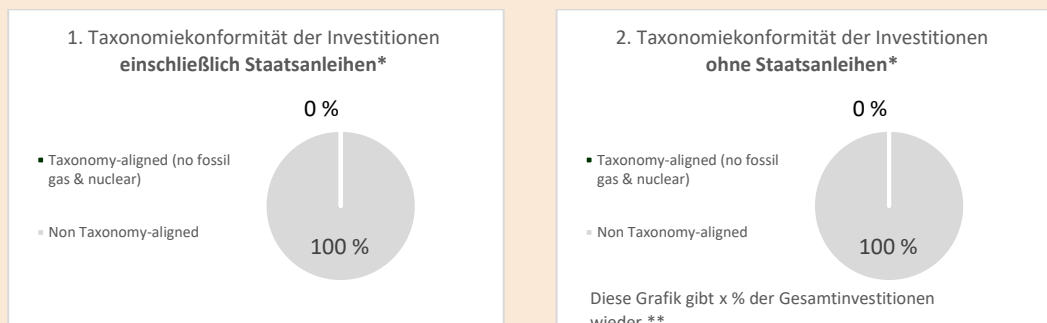 1. Taxonomiekonformität der Investitionen
einschließlich Staatsanleihen*
0 %
Taxonomy-aligned (no fossil
gas & nuclear)
Non Taxonomy-aligned
100 %
2. Taxonomiekonformität der Investitionen
ohne Staatsanleihen*
0 %
Taxonomy-aligned (no fossil
gas & nuclear)
Non Taxonomy-aligned
100 %
Diese Grafik gibt x % der Gesamtinvestitionen
wieder.**